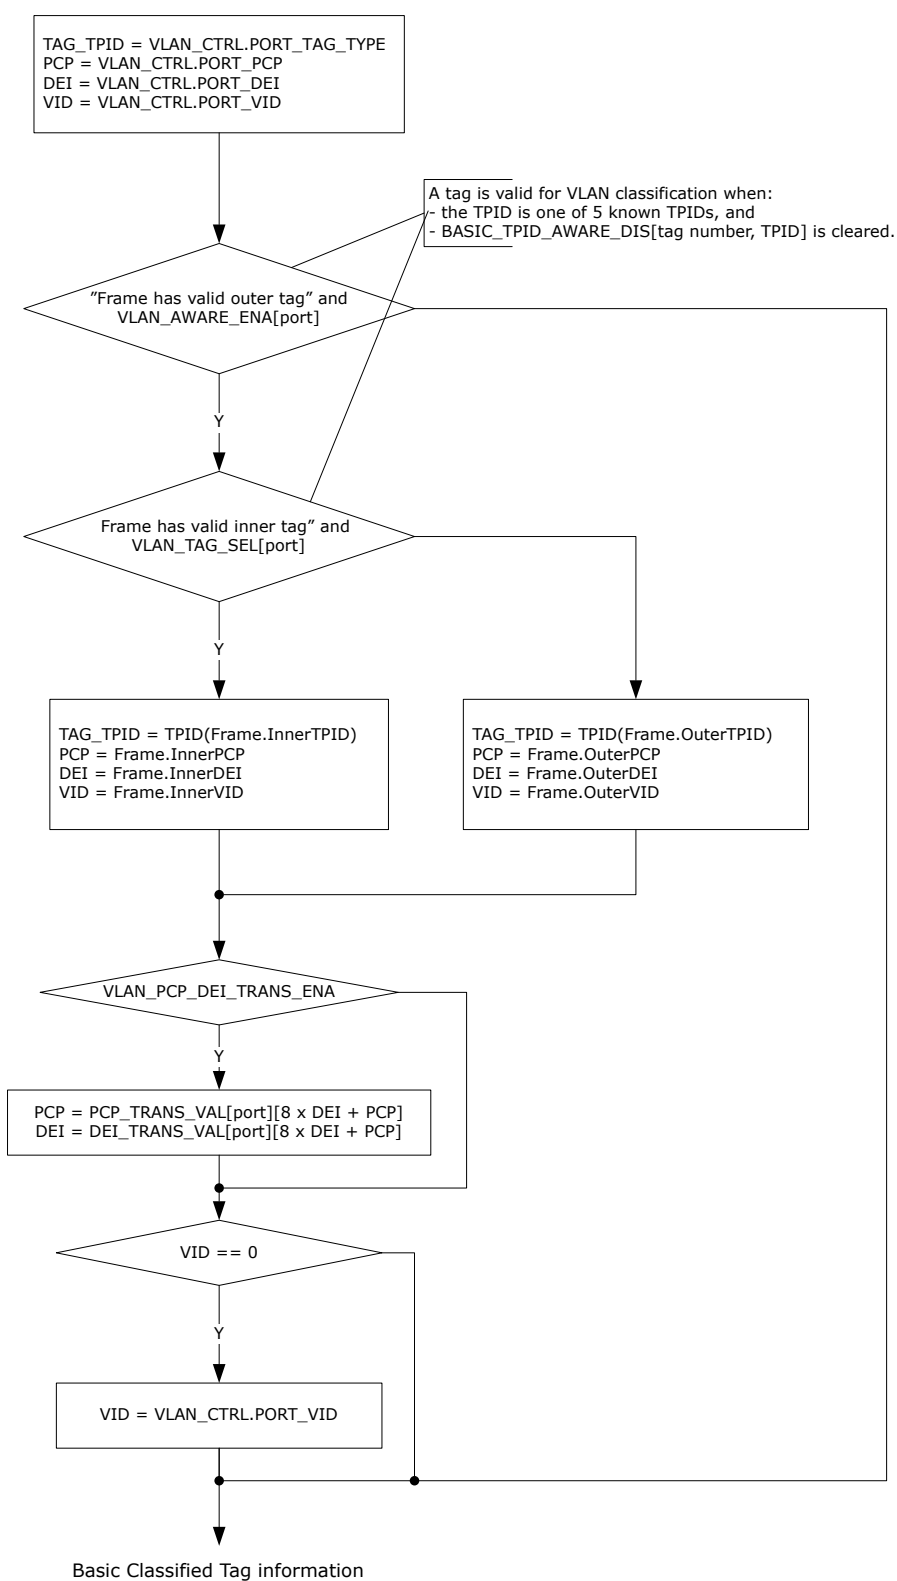 TAG_TPID = VLAN_CTRL.PORT_TAG_TYPE
PCP = VLAN_CTRL.PORT_PCP
DEI = VLAN_CTRL.PORT_DEI
VID = VLAN_CTRL.PORT_VID
A tag is valid for VLAN classification when:
- the TPID is one of 5 known TPIDs, and
- BASIC_TPID_AWARE_DIS[tag number, TPID] is cleared.
”Frame has valid outer tag” and
VLAN_AWARE_ENA[port]
Y
Frame has valid inner tag” and
VLAN_TAG_SEL[port]
Y
TAG_TPID = TPID(Frame.InnerTPID)
PCP = Frame.InnerPCP
DEI = Frame.InnerDEI
VID = Frame.InnerVID
TAG_TPID = TPID(Frame.OuterTPID)
PCP = Frame.OuterPCP
DEI = Frame.OuterDEI
VID = Frame.OuterVID
VLAN_PCP_DEI_TRANS_ENA
Y
PCP = PCP_TRANS_VAL[port][8 x DEI + PCP]
DEI = DEI_TRANS_VAL[port][8 x DEI + PCP]
VID == 0
Y
VID = VLAN_CTRL.PORT_VID
Basic Classified Tag information